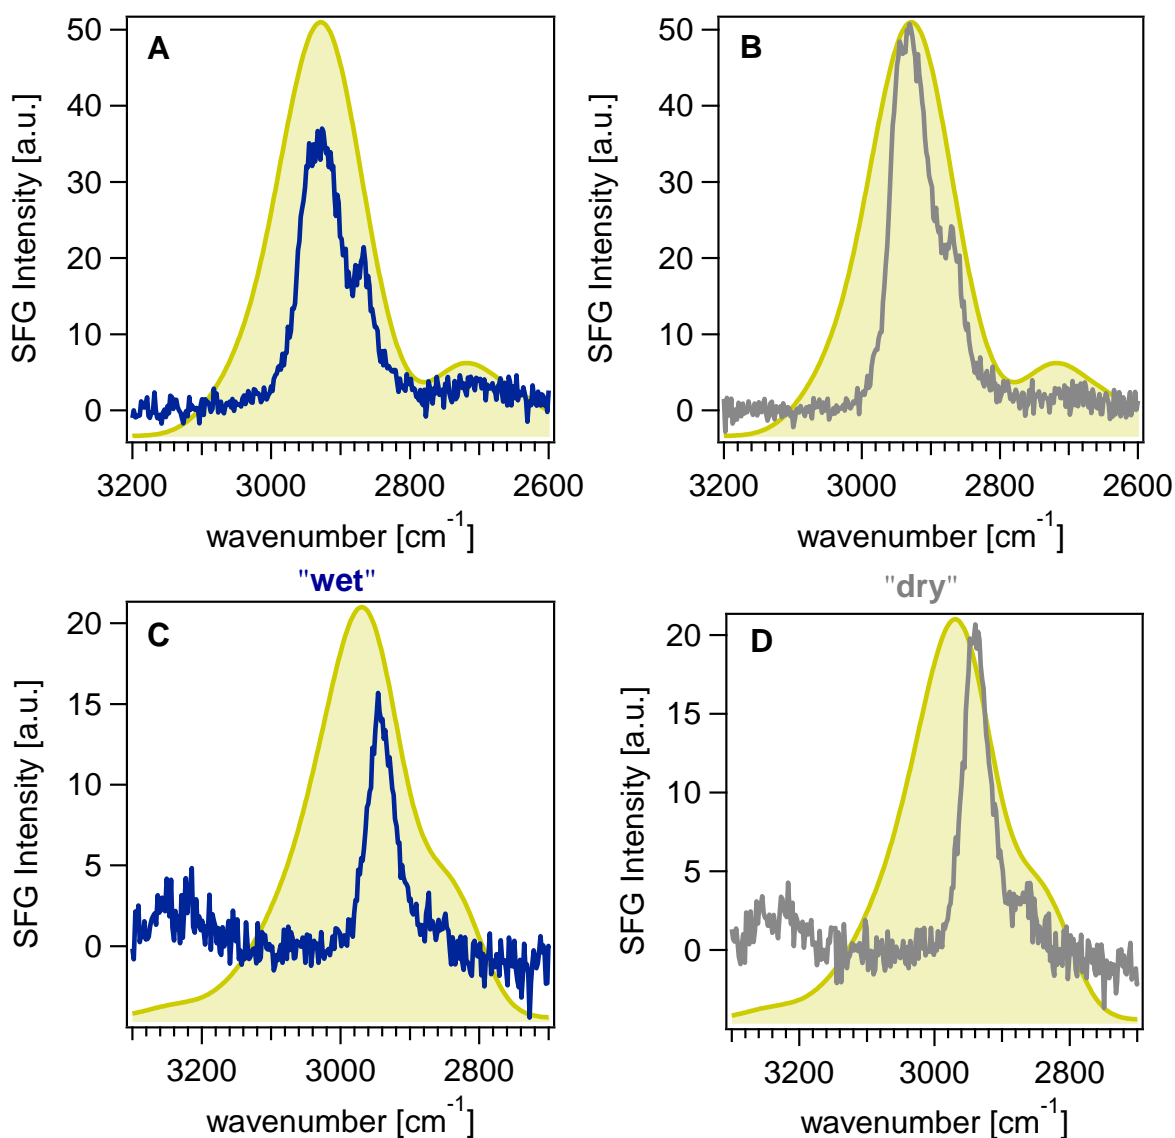 A
SFG Intensity [a.u.]
50
40
30
20
10
0
3200 3000 2800 2600
wavenumber [cm-1]
B
SFG Intensity [a.u.]
50
40
30
20
10
0
3200 3000 2800 2600
wavenumber [cm-1]
"wet"
"dry"
C
SFG Intensity [a.u.]
20
15
10
5
0
3200 3000 2800
wavenumber [cm-1]
D
SFG Intensity [a.u.]
20
15
10
5
0
3200 3000 2800
wavenumber [cm-1]